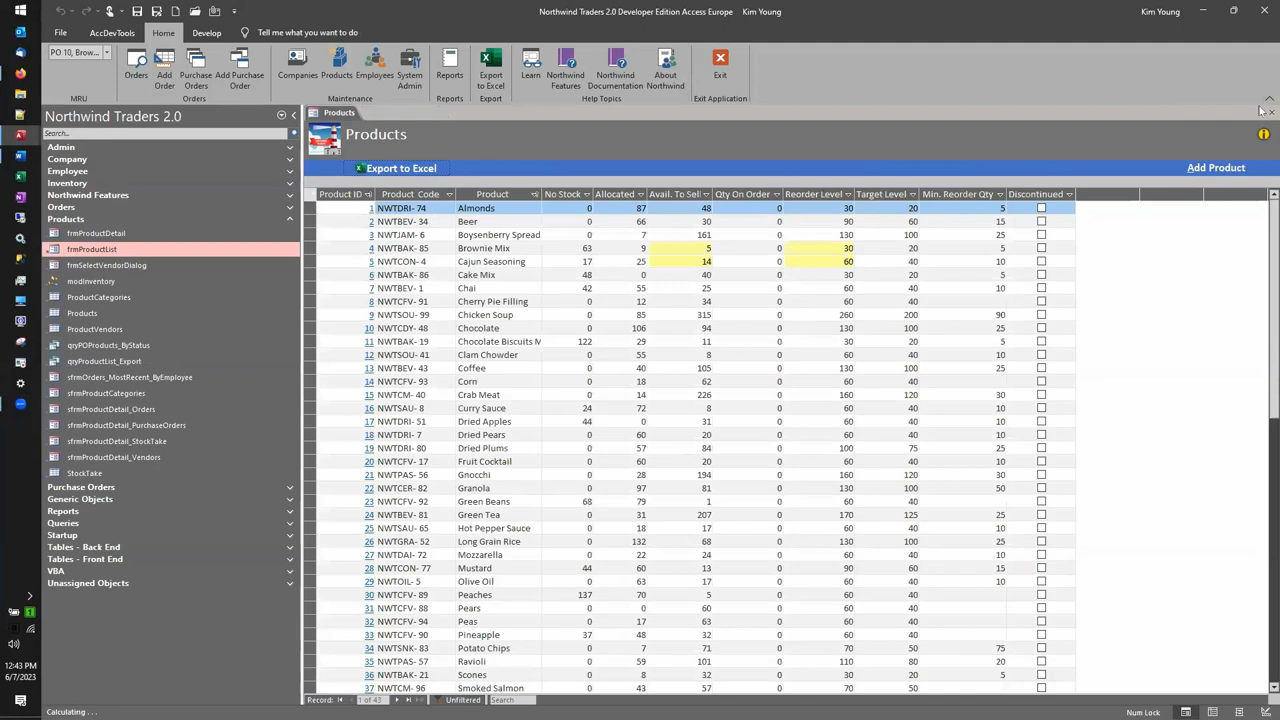 Northwind Traders 2.0 Developer Edition Access Europe Kim Young
Kim Young
File AccDevTools Home Develop Tell me what you want to do
PO 10, Brow...
Orders Add Order Purchase Orders Add Purchase Order Companies Products Employees System Admin Reports Export to Excel Learn Northwind Features Northwind Documentation About Northwind Exit
MRU Orders Maintenance Reports Export Help Topics Exit Application
Northwind Traders 2.0
Search...
Admin
Company
Employee
Inventory
Northwind Features
Orders
Products
frmProductDetail
frmProductList
frmSelectVendorDialog
modInventory
ProductCategories
Products
ProductVendors
qryPOProducts_ByStatus
qryProductList_Export
sfrmOrders_MostRecent_ByEmployee
sfrmProductCategories
sfrmProductDetail_Orders
sfrmProductDetail_PurchaseOrders
sfrmProductDetail_StockTake
sfrmProductDetail_Vendors
StockTake
Purchase Orders
Generic Objects
Reports
Queries
Startup
Tables - Back End
Tables - Front End
VBA
Unassigned Objects
Products
Products
Export to Excel Add Product
Product ID Product Code Product No Stock Allocated Avail. To Sell Qty On Order Reorder Level Target Level Min. Reorder Qty Discontinued
1 NWTDRI- 74 Almonds 0 87 48 0 30 20 5
2 NWTBEV- 34 Beer 66 30 0 90 60 15
3 NWTJAM- 6 Boysenberry Spread 7 161 0 130 100 25
4 NWTBAK- 85 Brownie Mix 63 9 5 0 30 20 5
5 NWTCON- 4 Cajun Seasoning 17 25 14 0 60 40 10
6 NWTBAK- 86 Cake Mix 48 0 40 0 30 20 5
7 NWTBEV- 1 Chai 42 55 25 0 60 40 10
8 NWTCFV- 91 Cherry Pie Filling 12 34 0 60 40
9 NWTSOU- 99 Chicken Soup 85 315 0 260 200 90
10 NWTCDY- 48 Chocolate 106 94 0 130 100 25
11 NWTBAK- 19 Chocolate Biscuits M 122 29 11 0 30 20 5
12 NWTSOU- 41 Clam Chowder 55 8 0 60 40 10
13 NWTBEV- 43 Coffee 40 105 0 130 100 25
14 NWTCFV- 93 Corn 18 62 0 60 40
15 NWTCM- 40 Crab Meat 14 226 0 160 120 30
16 NWTSAU- 8 Curry Sauce 24 72 8 0 60 40 10
17 NWTDRI- 51 Dried Apples 44 0 31 0 60 40 10
18 NWTDRI- 7 Dried Pears 60 20 0 60 40 10
19 NWTDRI- 80 Dried Plums 57 84 0 100 75 25
20 NWTCFV- 17 Fruit Cocktail 60 20 0 60 40 10
21 NWTPAS- 56 Gnocchi 28 194 0 160 120 30
22 NWTCER- 82 Granola 97 81 0 130 100 50
23 NWTCFV- 92 Green Beans 68 79 1 0 60 40
24 NWTBEV- 81 Green Tea 31 207 0 170 125 25
25 NWTSAU- 65 Hot Pepper Sauce 18 17 0 60 40 10
26 NWTGRA- 52 Long Grain Rice 132 68 0 130 100 25
27 NWTDAI- 72 Mozzarella 22 24 0 60 40 10
28 NWTCON- 77 Mustard 44 60 13 0 90 60 15
29 NWTOIL- 5 Olive Oil 63 17 0 60 40 10
30 NWTCFV- 89 Peaches 137 70 5 0 60 40
31 NWTCFV- 88 Pears 0 60 0 60 40
32 NWTCFV- 94 Peas 17 63 0 60 40
33 NWTCFV- 90 Pineapple 37 48 32 0 60 40
34 NWTSNK- 83 Potato Chips 7 71 0 70 50 75
35 NWTPAS- 57 Ravioli 59 101 0 110 80 20
36 NWTBAK- 21 Scones 8 32 0 30 20 5
37 NWTCM- 96 Smoked Salmon 43 57 0 70 50
Record: 1 of 43 Unfiltered Search
12:43 PM
6/7/2023
Calculating . . . Num Lock